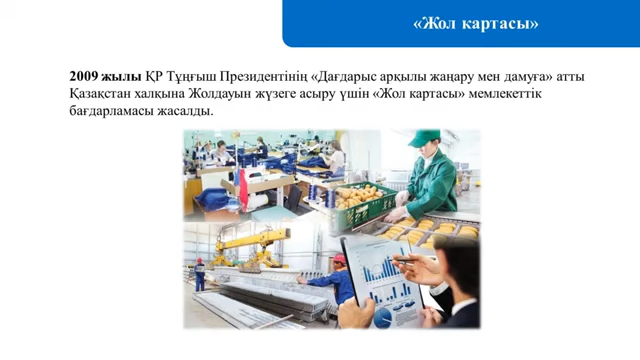 «Жол картасы»
2009 жылы ҚР Тұңғыш Президентінің «Дағдарыс арқылы жаңару мен дамуға» атты
Қазақстан халқына Жолдауын жүзеге асыру үшін «Жол картасы» мемлекеттік
бағдарламасы жасалды.